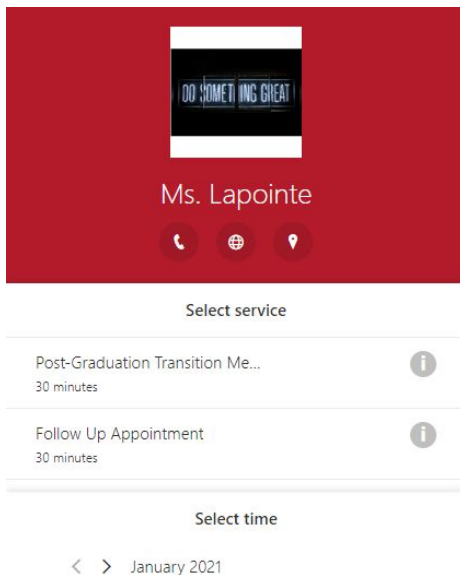 DO SOMETHING GREAT
Ms. Lapointe
Select service
Post-Graduation Transition Me...
30 minutes
Follow Up Appointment
30 minutes
Select time
January 2021